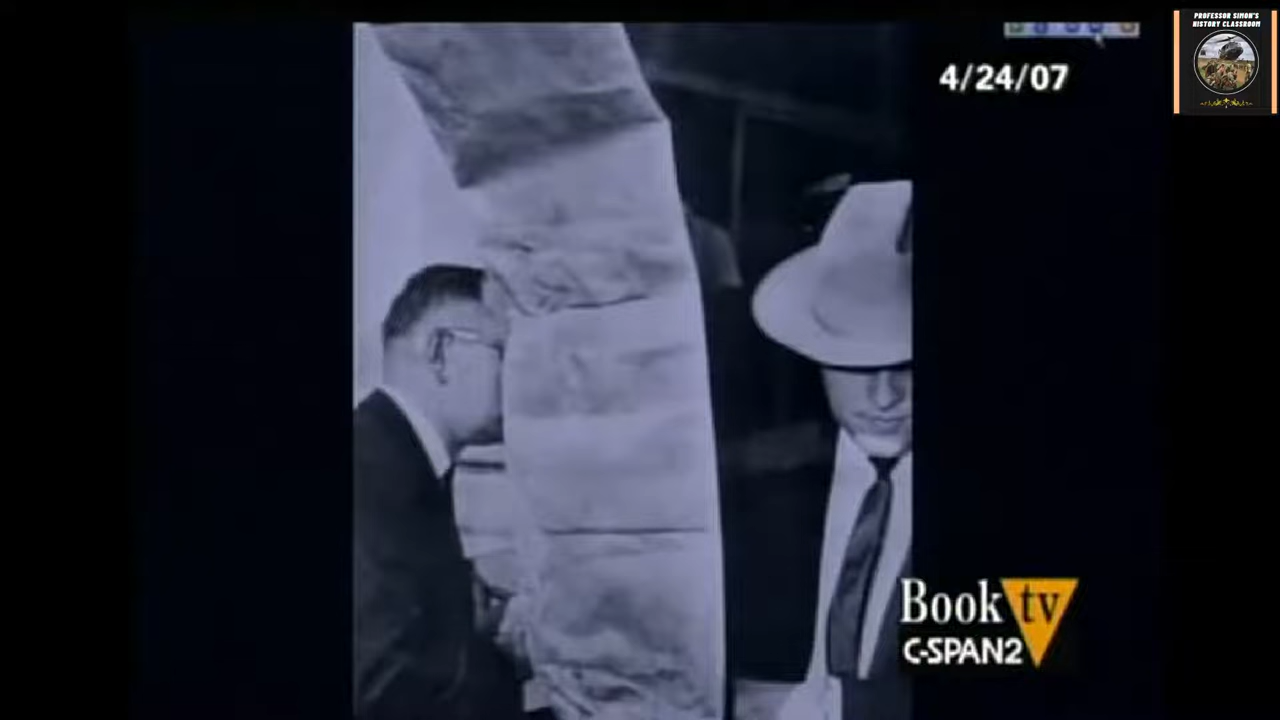 PROFESSOR SIMON'S
HISTORY CLASSROOM
4/24/07
Book tv
C-SPAN2